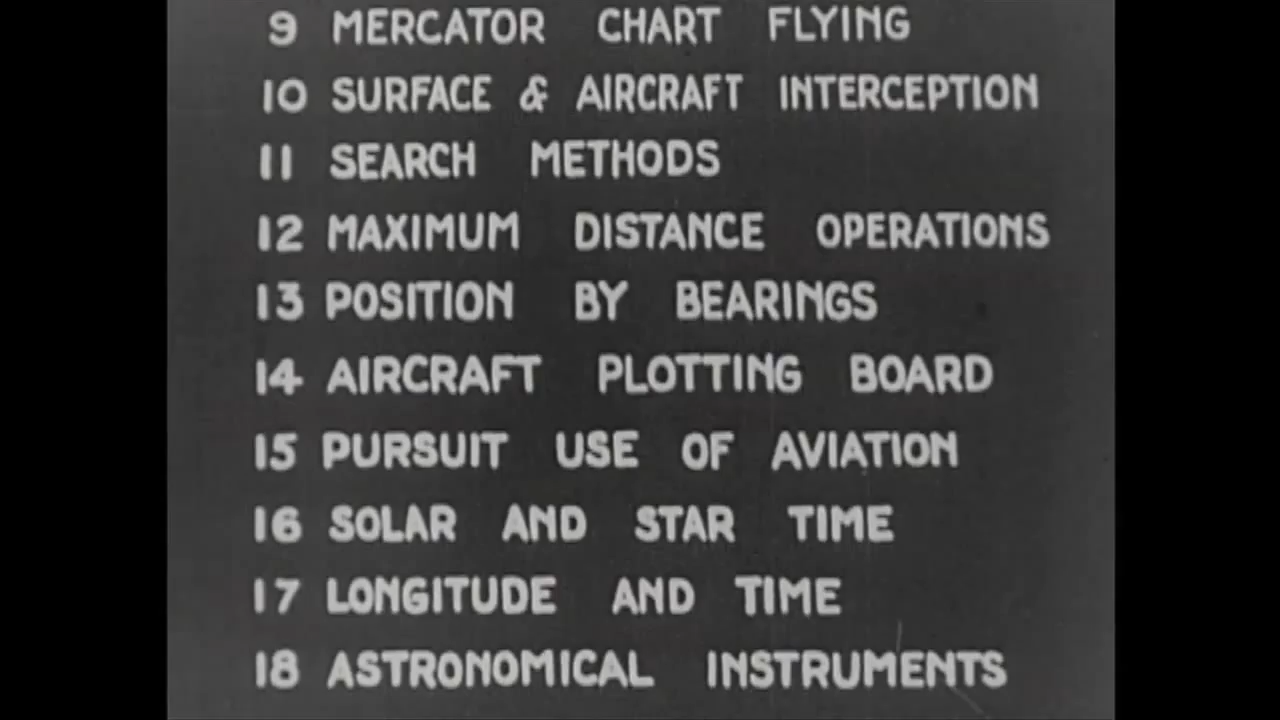 9 MERCATOR CHART FLYING
10 SURFACE & AIRCRAFT INTERCEPTION
11 SEARCH METHODS
12 MAXIMUM DISTANCE OPERATIONS
13 POSITION BY BEARINGS
14 AIRCRAFT PLOTTING BOARD
15 PURSUIT USE OF AVIATION
16 SOLAR AND STAR TIME
17 LONGITUDE AND TIME
18 ASTRONOMICAL INSTRUMENTS